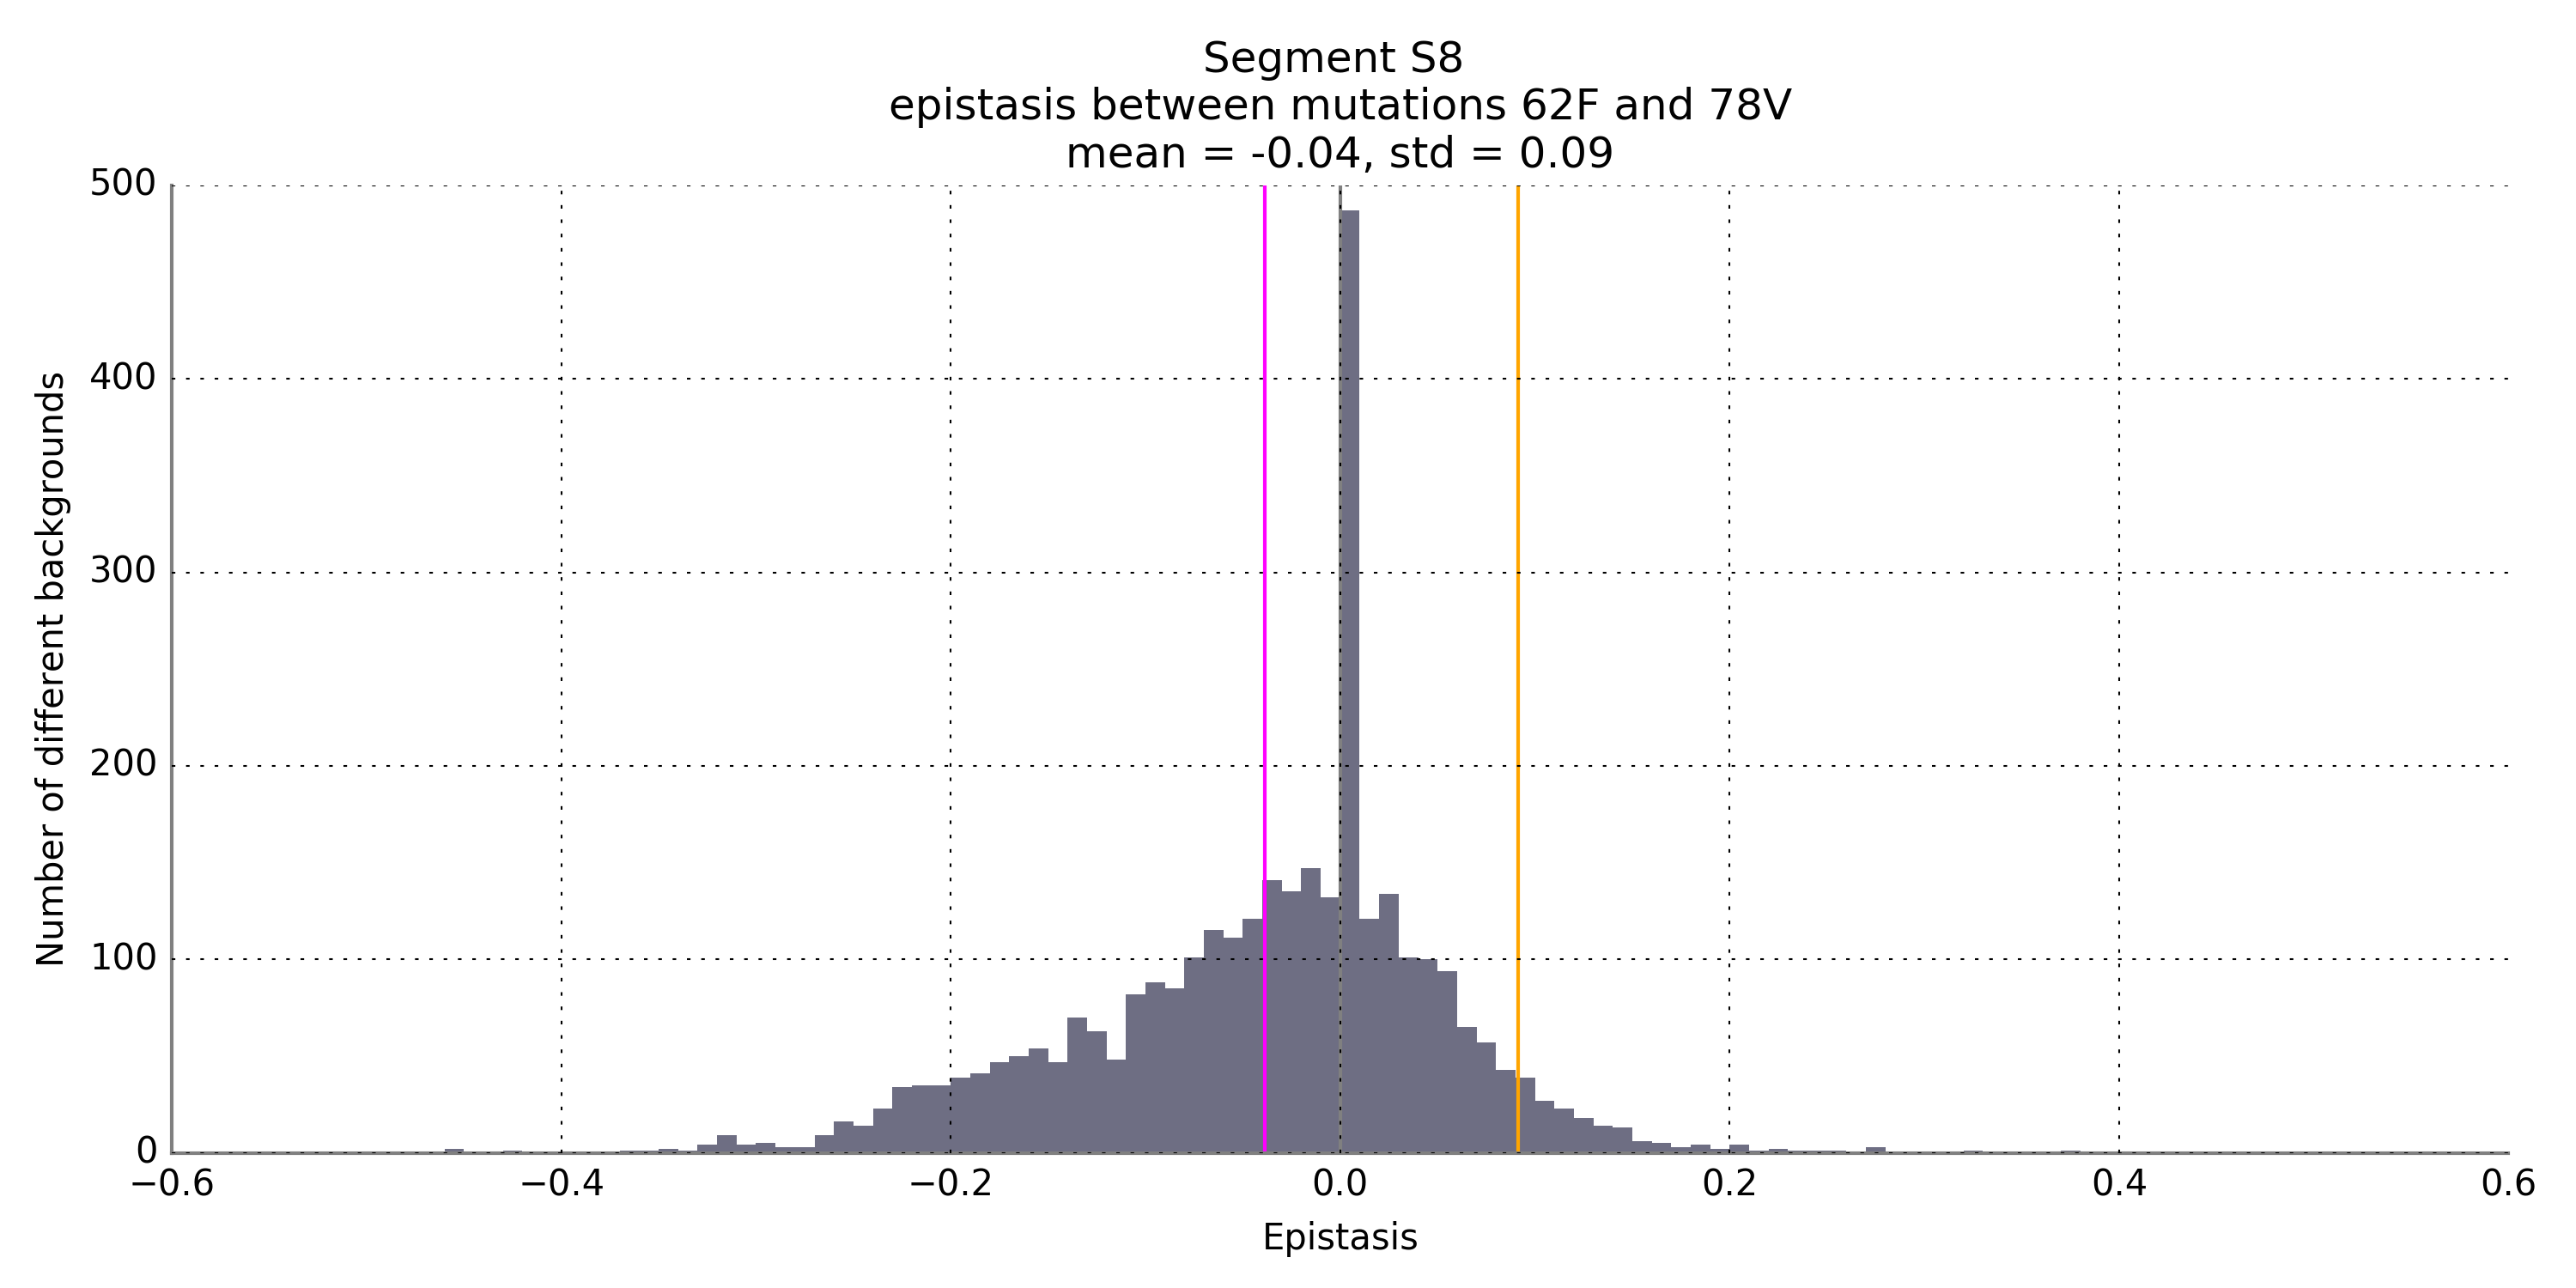 Segment S8
epistasis between mutations 62F and 78V
mean = -0.04, std = 0.09
500
400
300
200
100
0
Number of different backgrounds
−0.6 −0.4 −0.2 0.0 0.2 0.4 0.6
Epistasis